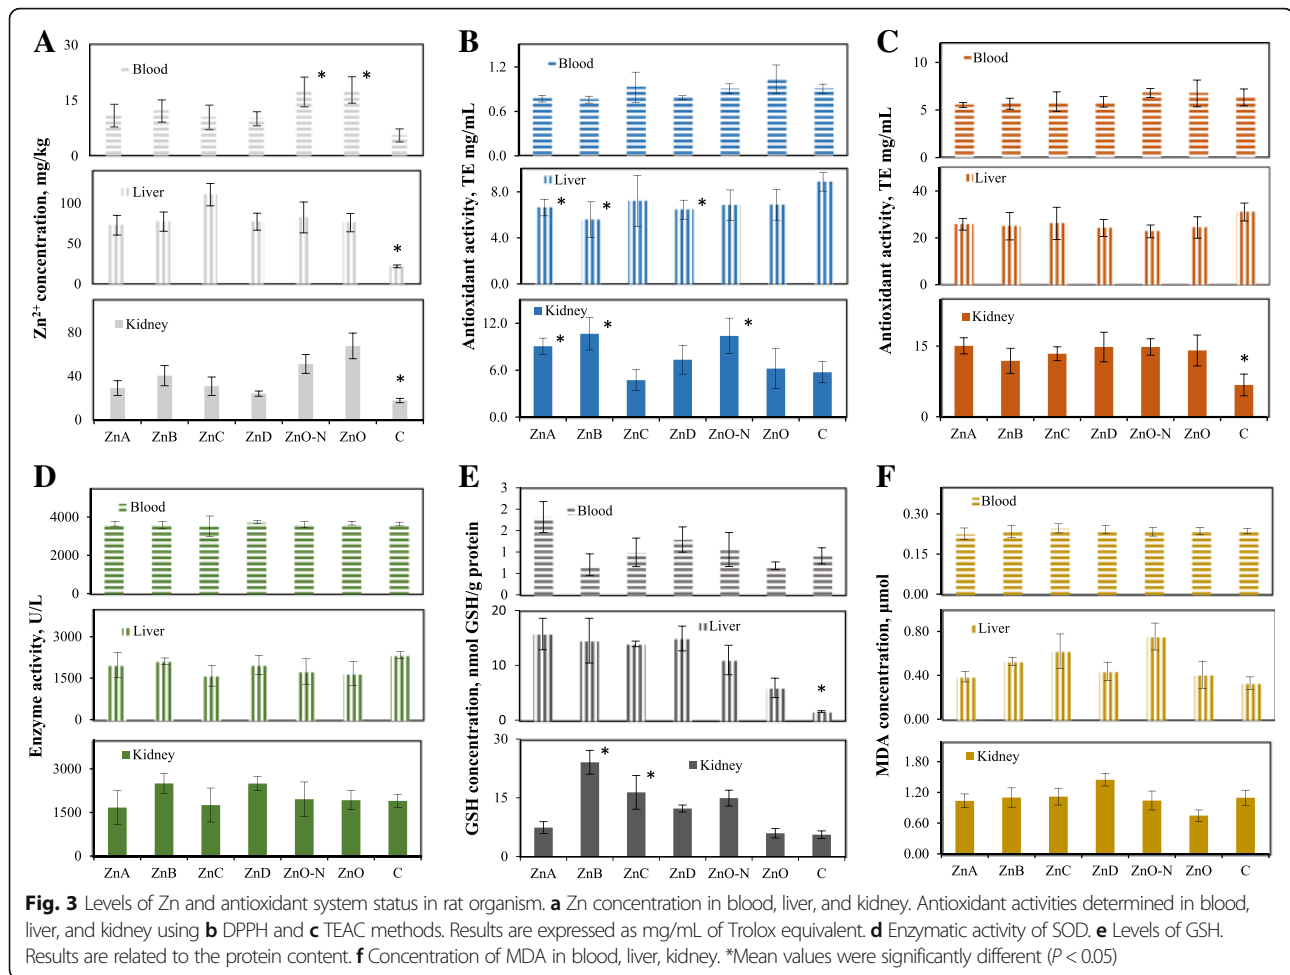 A
30
15
0
Blood
*
*
100
50
0
Liver
*
80
40
0
Kidney
*
Zn2+ concentration, mg/kg
ZnA ZnB ZnC ZnD ZnO-N ZnO C
B
1.2
0.6
0.0
Blood
8.0
4.0
0.0
Liver
* * *
12.0
6.0
0.0
Kidney
* * *
Antioxidant activity, TE mg/mL
ZnA ZnB ZnC ZnD ZnO-N ZnO C
C
10
5
0
Blood
40
20
0
Liver
15
0
Kidney
*
Antioxidant activity, TE mg/mL
ZnA ZnB ZnC ZnD ZnO-N ZnO C
D
4000
2000
0
Blood
3000
1500
0
Liver
3000
1500
0
Kidney
Enzyme activity, U/L
ZnA ZnB ZnC ZnD ZnO-N ZnO C
E
2
2
1
1
1
Blood
20
10
0
Liver
*
30
15
0
Kidney
* *
GSH concentration, nmol GSH/g protein
ZnA ZnB ZnC ZnD ZnO-N ZnO C
F
0.30
0.15
0.00
Blood
0.80
0.40
0.00
Liver
1.80
1.20
0.60
0.00
Kidney
MDA concentration, µmol
ZnA ZnB ZnC ZnD ZnO-N ZnO C
Fig. 3 Levels of Zn and antioxidant system status in rat organism. a Zn concentration in blood, liver, and kidney. Antioxidant activities determined in blood,
liver, and kidney using b DPPH and c TEAC methods. Results are expressed as mg/mL of Trolox equivalent. d Enzymatic activity of SOD. e Levels of GSH.
Results are related to the protein content. f Concentration of MDA in blood, liver, kidney. *Mean values were significantly different (P < 0.05)